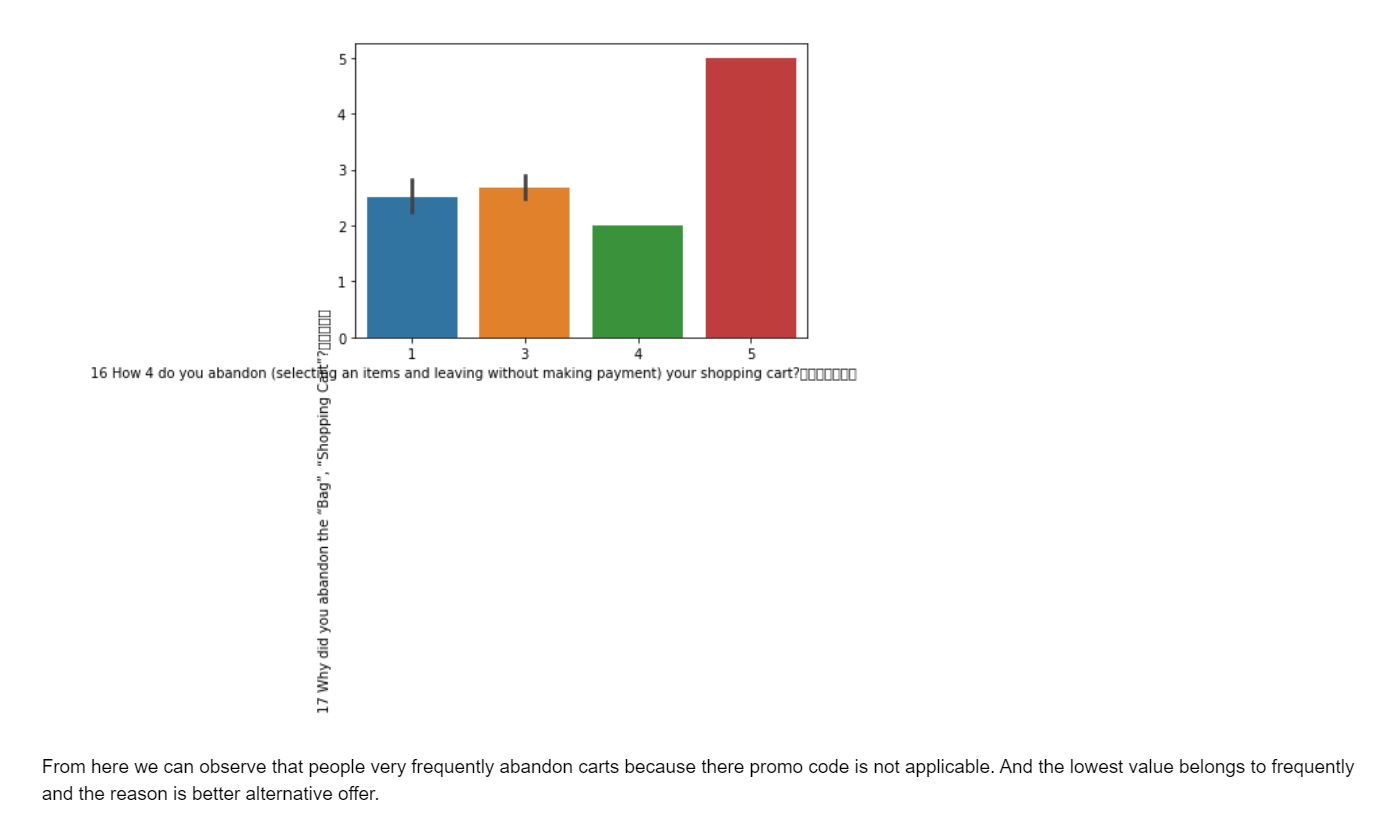 5
4
3
2
1
0
1 3 4 5
16 How 4 do you abandon (selecting an items and leaving without making payment) your shopping cart?▯▯▯▯▯▯▯
17 Why did you abandon the “Bag”, “Shopping Cart”?▯▯▯▯▯
From here we can observe that people very frequently abandon carts because there promo code is not applicable. And the lowest value belongs to frequently
and the reason is better alternative offer.